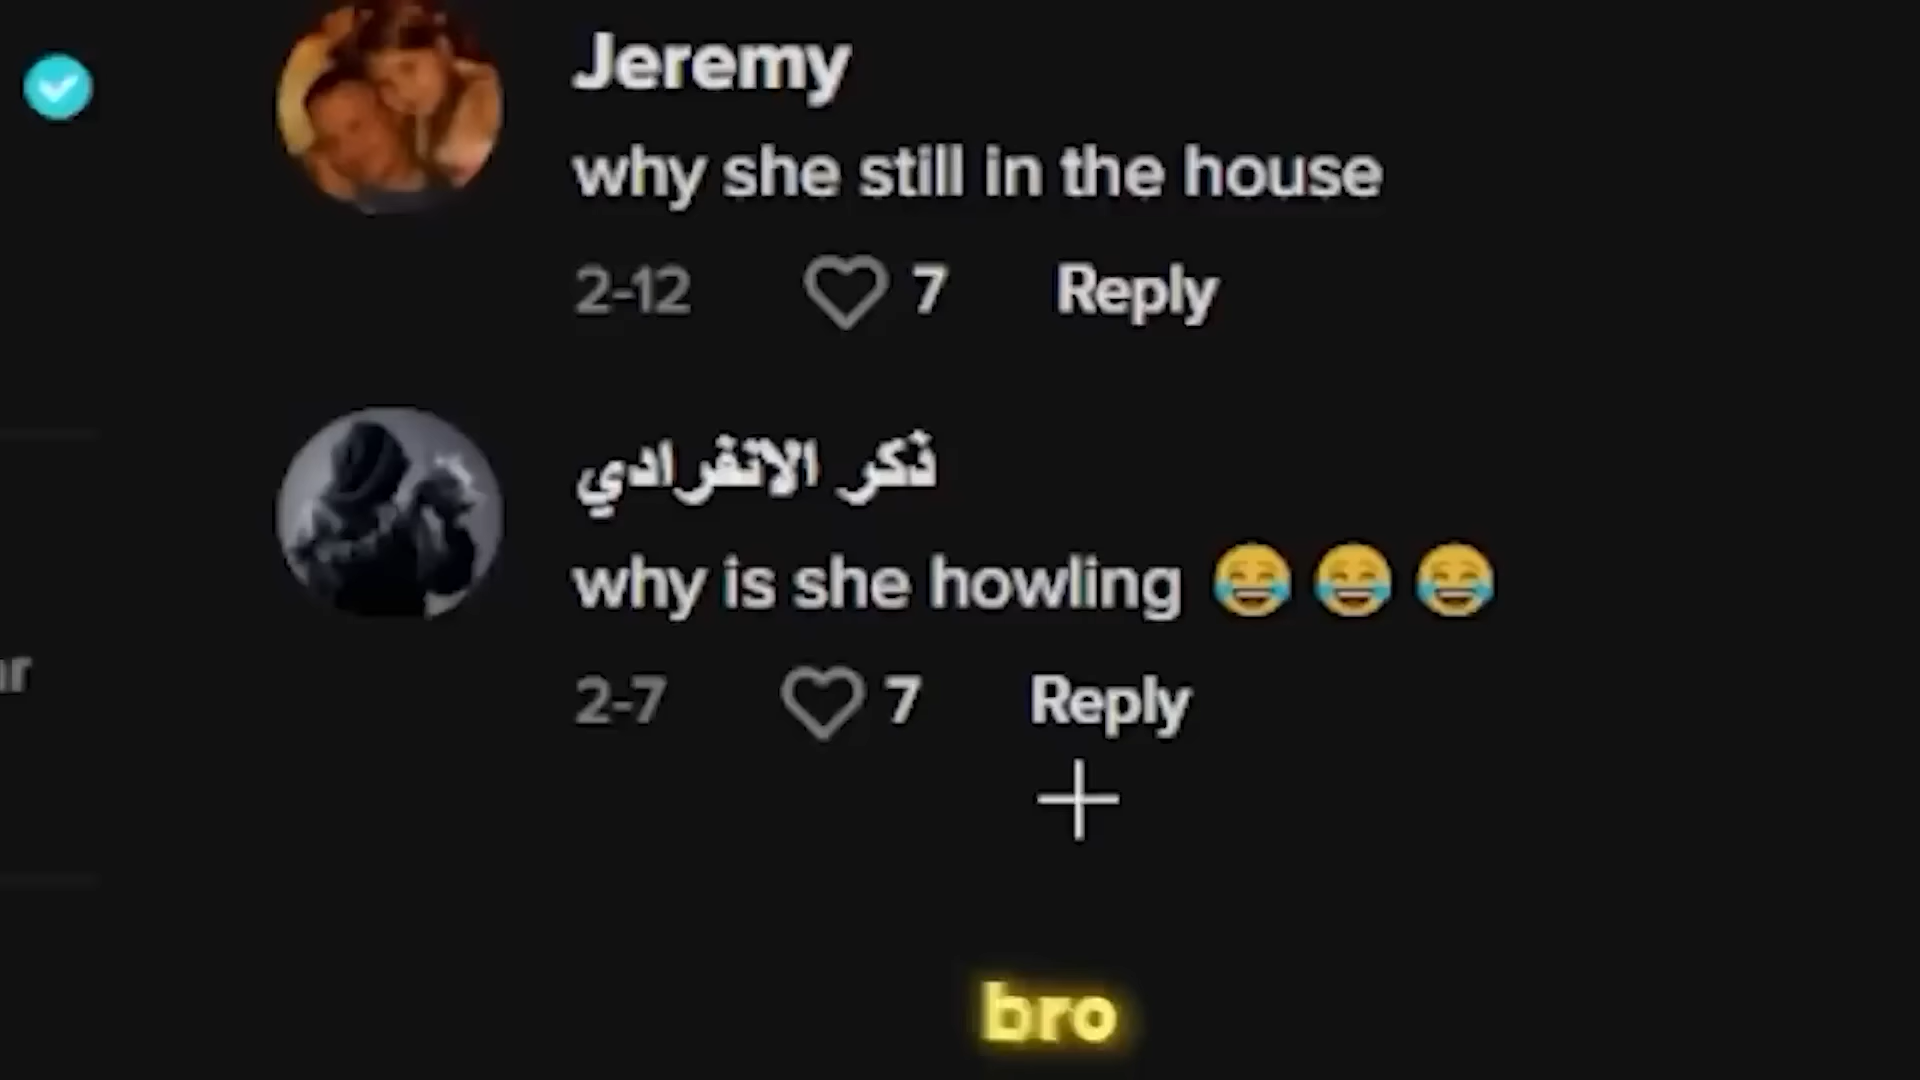 Jeremy
why she still in the house
2-12 7 Reply
ذكر الانفرادي
why is she howling 😂 😂 😂
2-7 7 Reply
bro